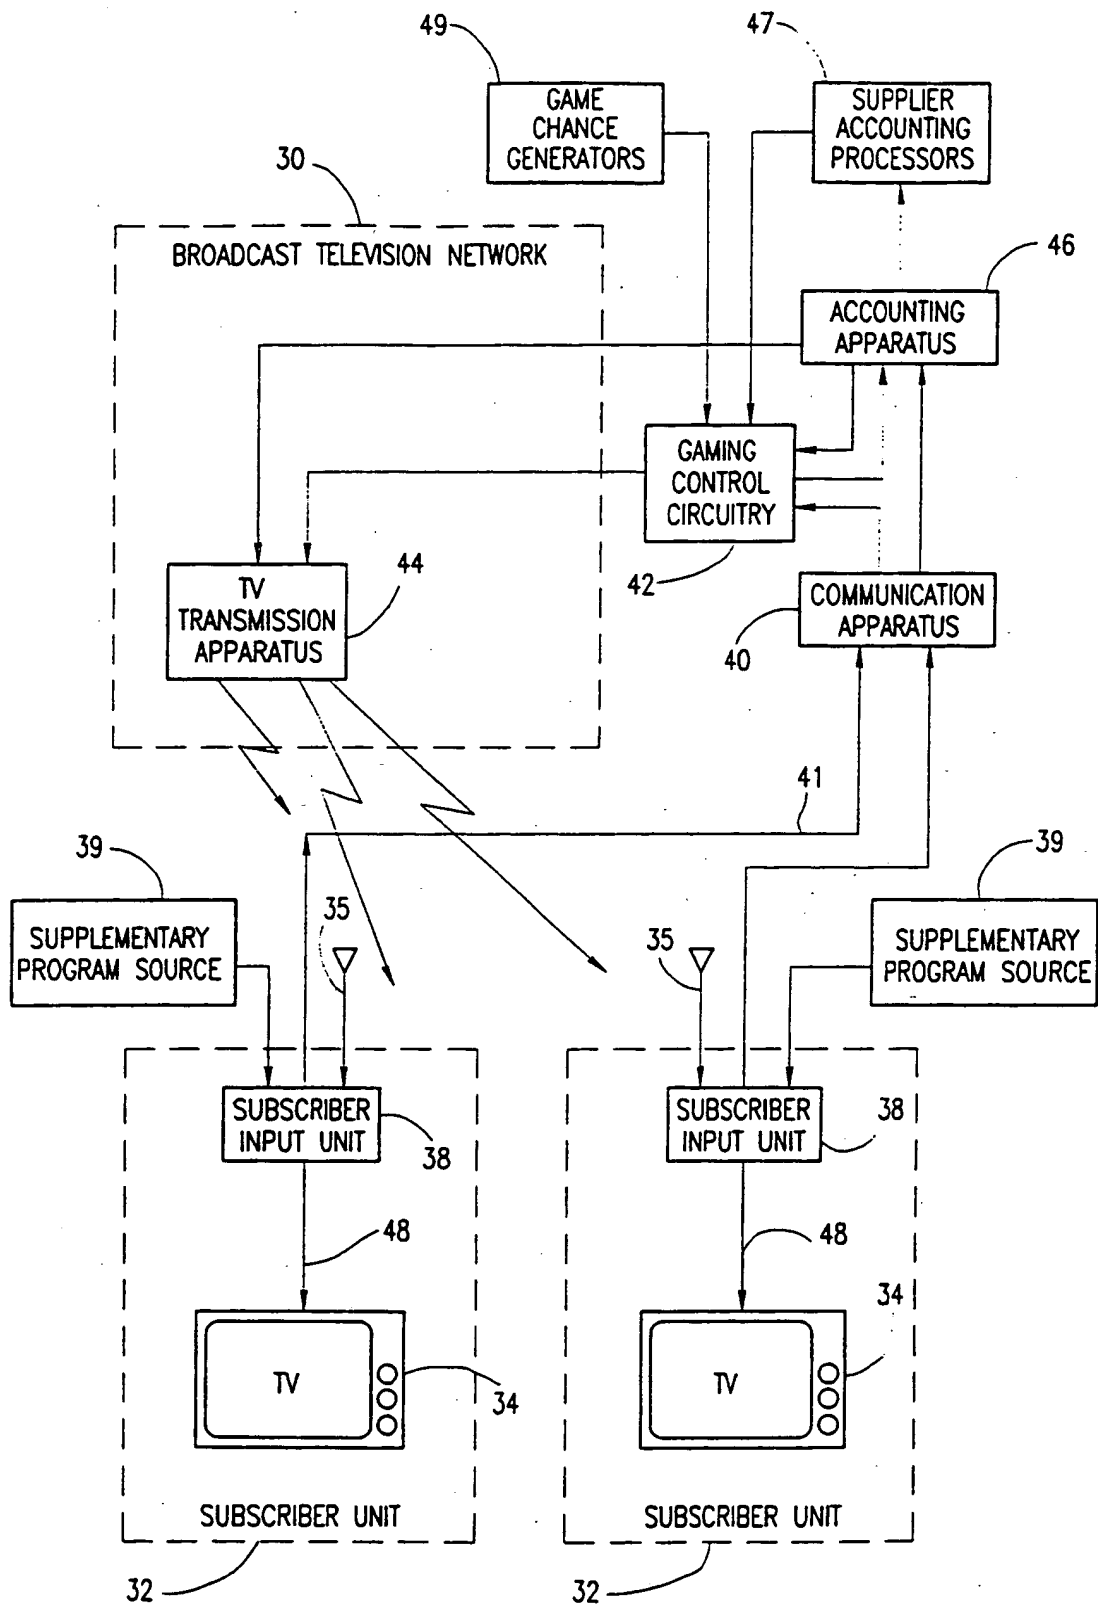 49
47
GAME
CHANCE
GENERATORS
SUPPLIER
ACCOUNTING
PROCESSORS
30
BROADCAST TELEVISION NETWORK
46
ACCOUNTING
APPARATUS
GAMING
CONTROL
CIRCUITRY
42
44
TV
TRANSMISSION
APPARATUS
COMMUNICATION
APPARATUS
40
41
39
39
SUPPLEMENTARY
PROGRAM SOURCE
35
35
SUPPLEMENTARY
PROGRAM SOURCE
SUBSCRIBER
INPUT UNIT
38
SUBSCRIBER
INPUT UNIT
38
48
48
TV
34
TV
34
SUBSCRIBER UNIT
SUBSCRIBER UNIT
32
32